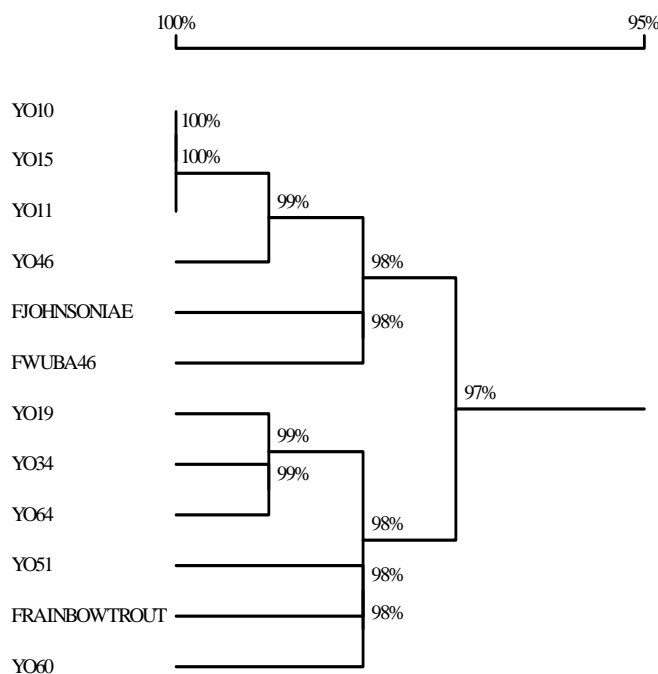 100% 95%
YO10
100%
YO15 100%
YO11 99%
YO46 98%
FJOHNSONIAE 98%
FWUBA46
97%
YO19
99%
YO34 99%
YO64
98%
YO51 98%
FRAINBOWTROUT 98%
YO60